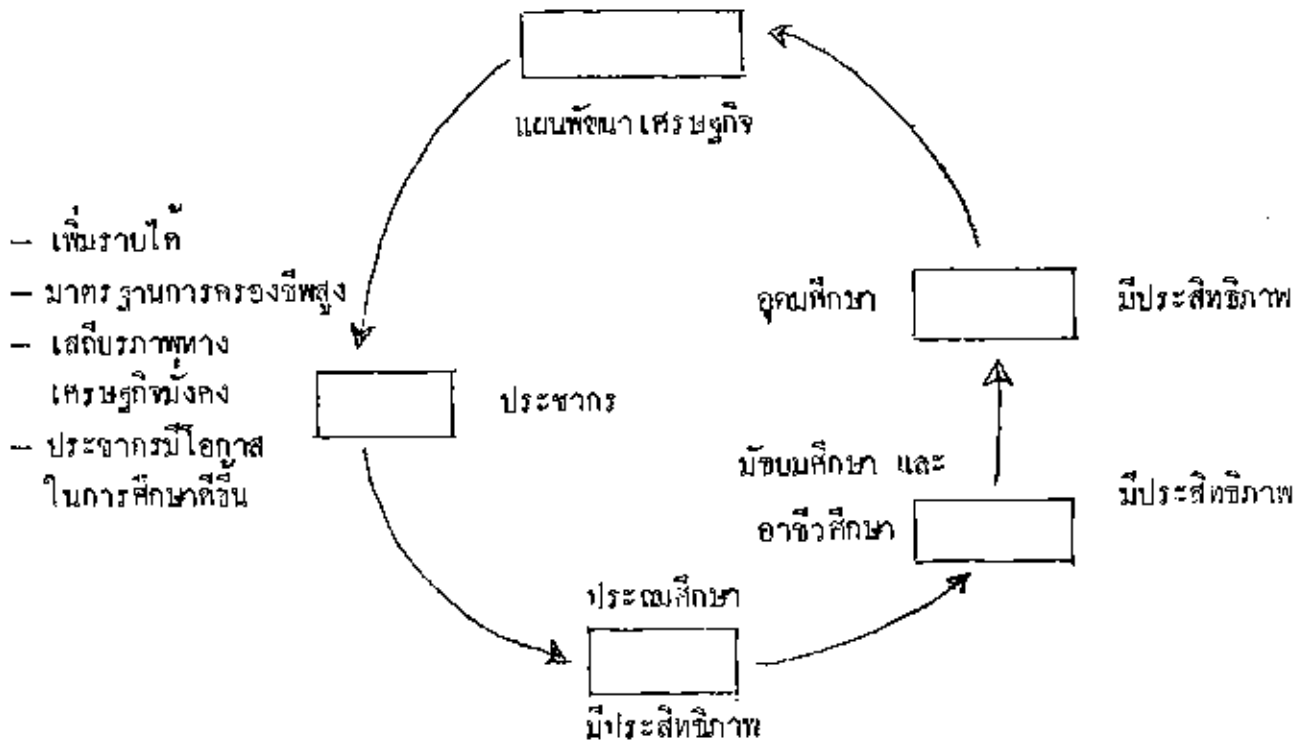 แผนพัฒนาเศรษฐกิจ
– เพิ่มรายได้
– มาตรฐานการครองชีพสูง
– เสถียรภาพทาง
เศรษฐกิจมั่งคง
– ประชากรมีโอกาส
ในการศึกษาดีขึ้น
ประชากร
อุดมศึกษา
มีประสิทธิภาพ
มัธยมศึกษา และ
อาชีวศึกษา
มีประสิทธิภาพ
ประถมศึกษา
มีประสิทธิภาพ